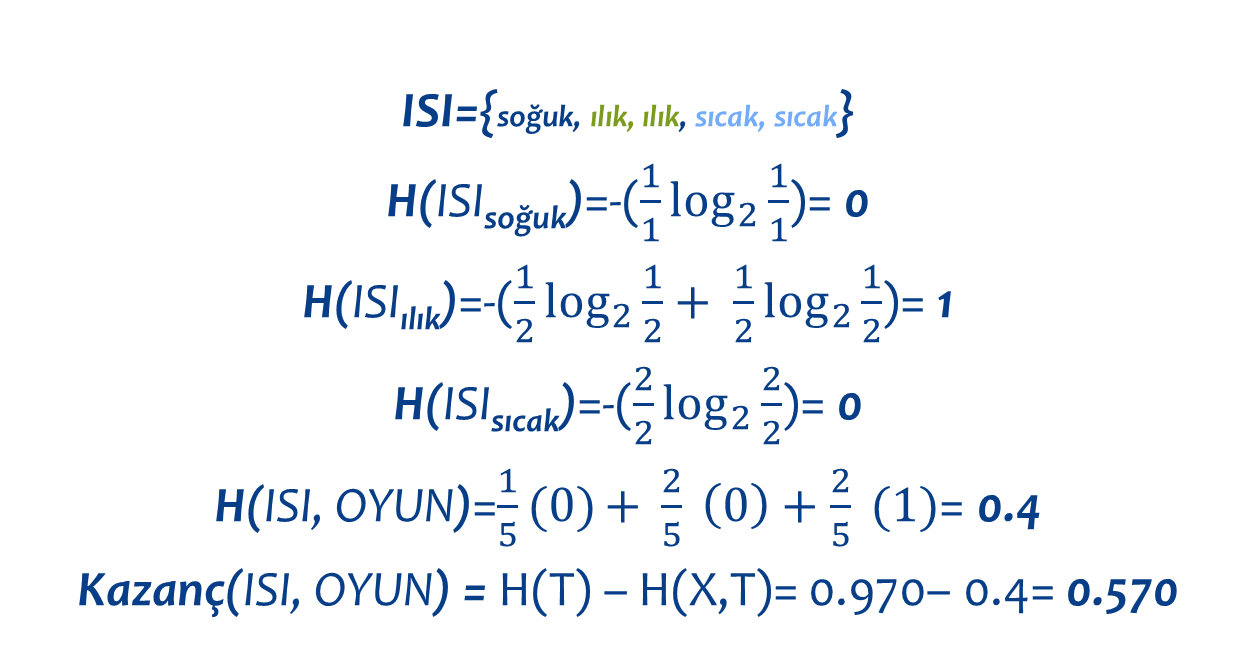 ISI={soğuk, ılık, ılık, sıcak, sıcak}
H(ISI_soğuk)=-(1/1 log₂ 1/1)= 0
H(ISI_ılık)=-(1/2 log₂ 1/2 + 1/2 log₂ 1/2)= 1
H(ISI_sıcak)=-(2/2 log₂ 2/2)= 0
H(ISI, OYUN)=1/5 (0) + 2/5 (0) + 2/5 (1)= 0.4
Kazanç(ISI, OYUN) = H(T) – H(X,T)= 0.970– 0.4= 0.570